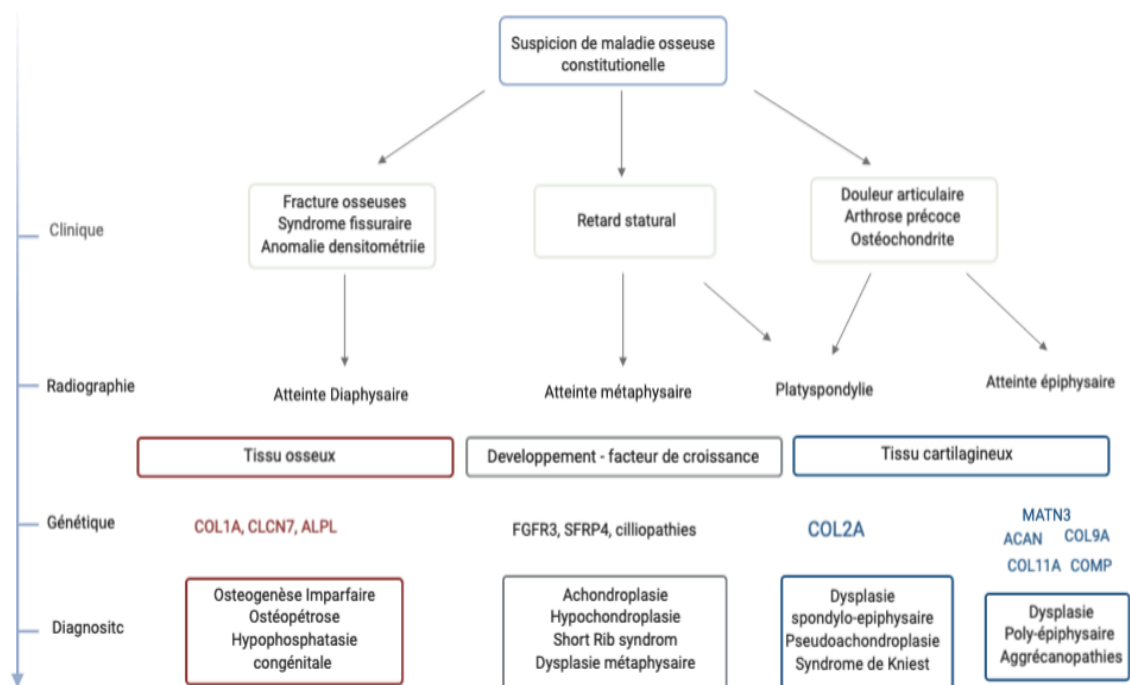 Suspicion de maladie osseuse
constitutionelle
Clinique
Fracture osseuses
Syndrome fissuraire
Anomalie densitométriie
Retard statural
Douleur articulaire
Arthrose précoce
Ostéochondrite
Radiographie
Atteinte Diaphysaire
Atteinte métaphysaire
Platyspondylie
Atteinte épiphysaire
Tissu osseux
Developpement - facteur de croissance
Tissu cartilagineux
Génétique
COL1A, CLCN7, ALPL
FGFR3, SFRP4, cilliopathies
COL2A
MATN3
ACAN COL9A
COL11A COMP
Diagnositc
Osteogenèse Imparfaire
Ostéopétrose
Hypophosphatasie
congénitale
Achondroplasie
Hypochondroplasie
Short Rib syndrom
Dysplasie métaphysaire
Dysplasie
spondylo-epiphysaire
Pseudoachondroplasie
Syndrome de Kniest
Dysplasie
Poly-épiphysaire
Aggrécanopathies